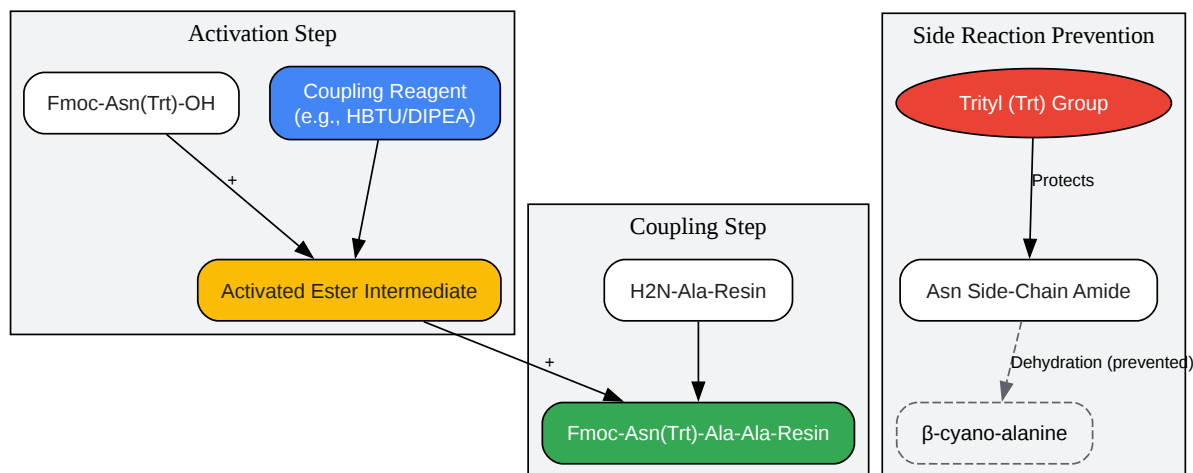 Activation Step
Fmoc-Asn(Trt)-OH
Coupling Reagent
(e.g., HBTU/DIPEA)
+
Activated Ester Intermediate
+
Coupling Step
H2N-Ala-Resin
Fmoc-Asn(Trt)-Ala-Ala-Resin
Side Reaction Prevention
Trityl (Trt) Group
Protects
Asn Side-Chain Amide
Dehydration (prevented)
β-cyano-alanine